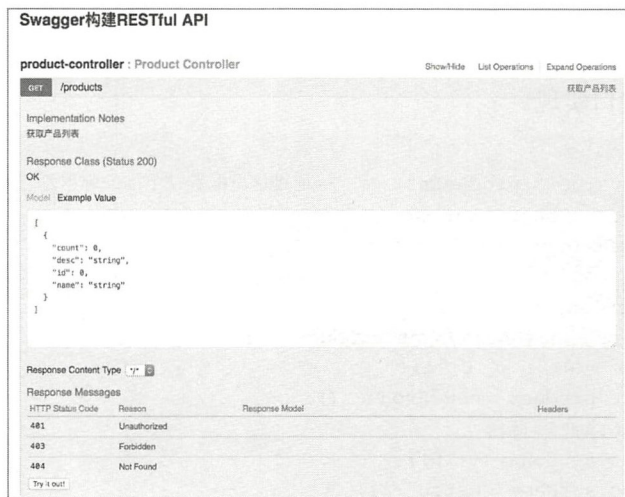 Swagger构建RESTful API
product-controller : Product Controller
Show/Hide List Operations Expand Operations
GET /products 获取产品列表
Implementation Notes
获取产品列表
Response Class (Status 200)
OK
Model Example Value
[
{
"count": 0,
"desc": "string",
"id": 0,
"name": "string"
}
]
Response Content Type */*
Response Messages
HTTP Status Code Reason Response Model Headers
401 Unauthorized
403 Forbidden
404 Not Found
Try it out!